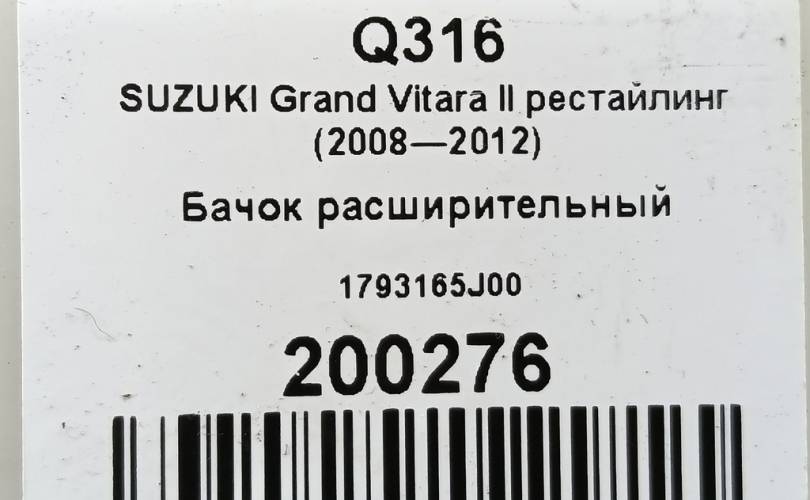 Q316
SUZUKI Grand Vitara II рестайлинг
(2008—2012)
Бачок расширительный
1793165J00
200276